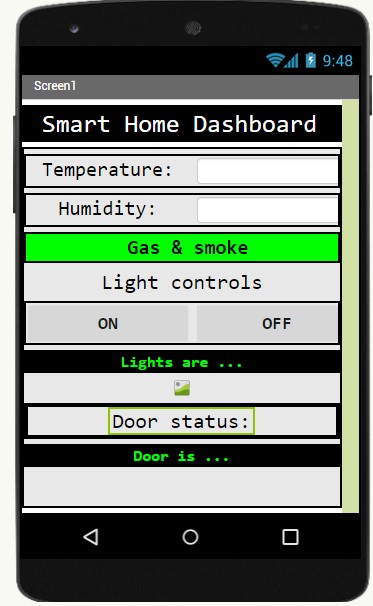 9:48
Screen1
Smart Home Dashboard
Temperature:
Humidity:
Gas & smoke
Light controls
ON OFF
Lights are ...
Door status:
Door is ...